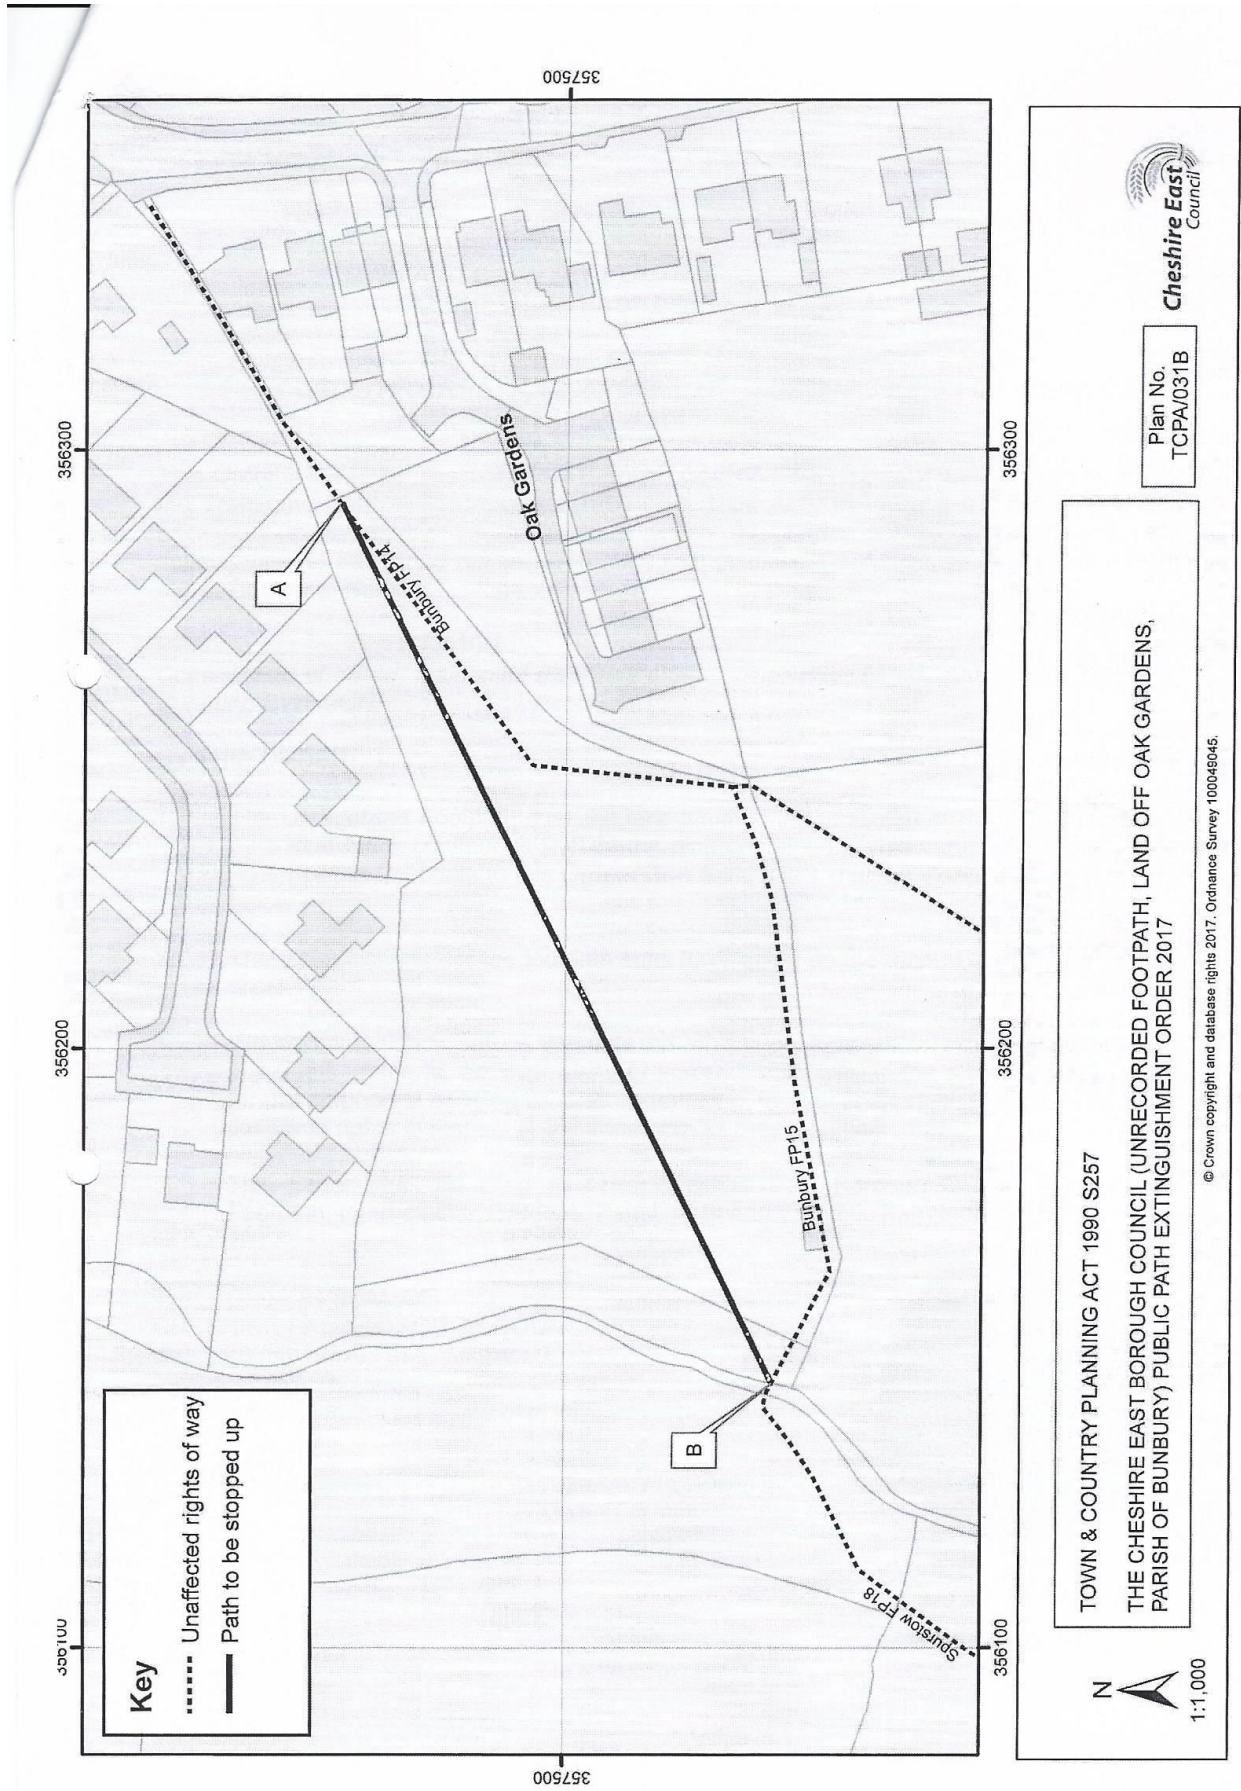 Key
Unaffected rights of way
Path to be stopped up
356100
356200
356300
356100
356200
356300
357500
357500
A
B
Bunbury FP14
Bunbury FP15
Spurstow FP18
Oak Gardens
N
1:1,000
TOWN & COUNTRY PLANNING ACT 1990 S257
THE CHESHIRE EAST BOROUGH COUNCIL (UNRECORDED FOOTPATH, LAND OFF OAK GARDENS,
PARISH OF BUNBURY) PUBLIC PATH EXTINGUISHMENT ORDER 2017
© Crown copyright and database rights 2017. Ordnance Survey 100049045.
Plan No.
TCPA/031B
Cheshire East
Council